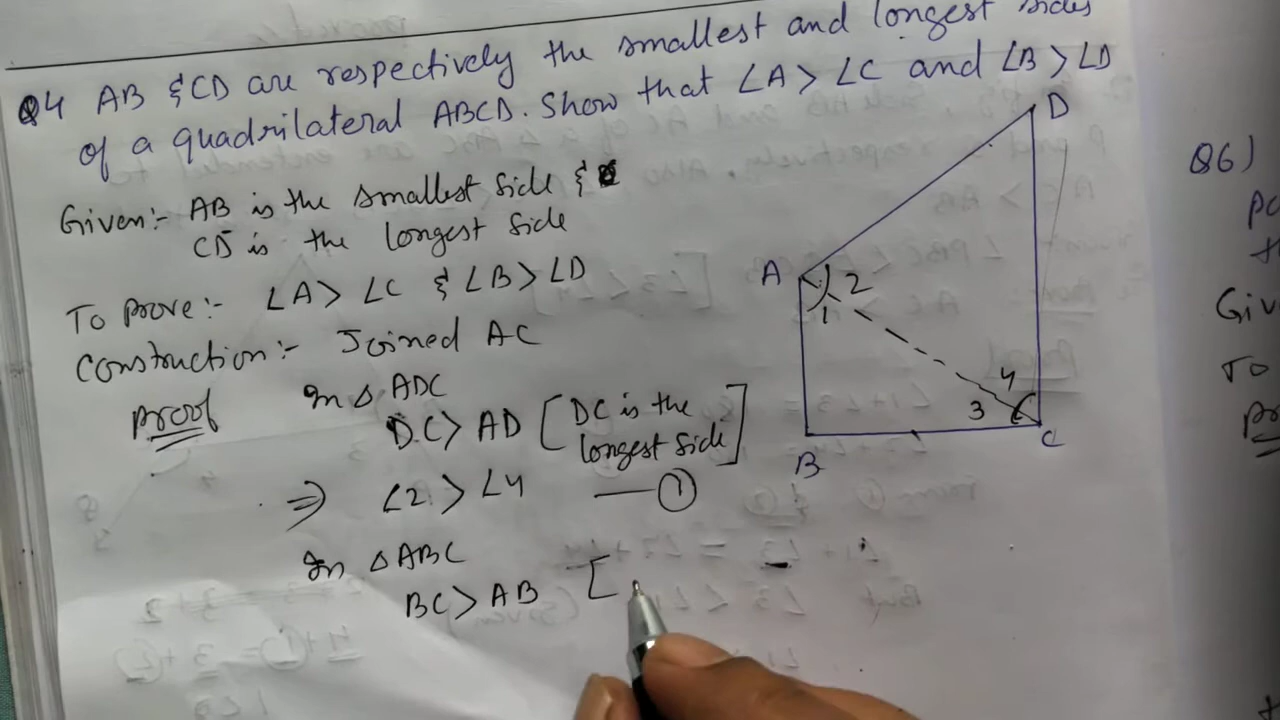 Q4 AB & CD are respectively the smallest and longest sides
of a quadrilateral ABCD. Show that ∠A > ∠C and ∠B > ∠D
Given:- AB is the smallest side &
CD is the longest side
To prove:- ∠A > ∠C & ∠B > ∠D
Construction:- Joined AC
Proof
In △ ADC
DC > AD [DC is the
longest side]
⇒ ∠2 > ∠4 — ①
In △ ABC
BC > AB [
D
A
2
1
4
3
B
C
Q6)
Giv
To